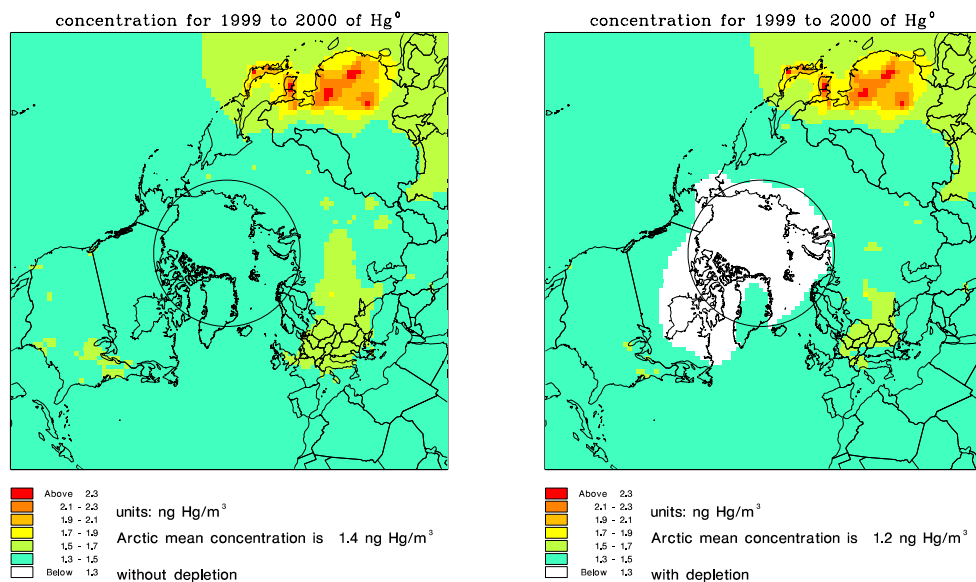 concentration for 1999 to 2000 of Hg⁰
Above 2.3
2.1 - 2.3
1.9 - 2.1
1.7 - 1.9
1.5 - 1.7
1.3 - 1.5
Below 1.3
units: ng Hg/m³
Arctic mean concentration is 1.4 ng Hg/m³
without depletion
concentration for 1999 to 2000 of Hg⁰
Above 2.3
2.1 - 2.3
1.9 - 2.1
1.7 - 1.9
1.5 - 1.7
1.3 - 1.5
Below 1.3
units: ng Hg/m³
Arctic mean concentration is 1.2 ng Hg/m³
with depletion